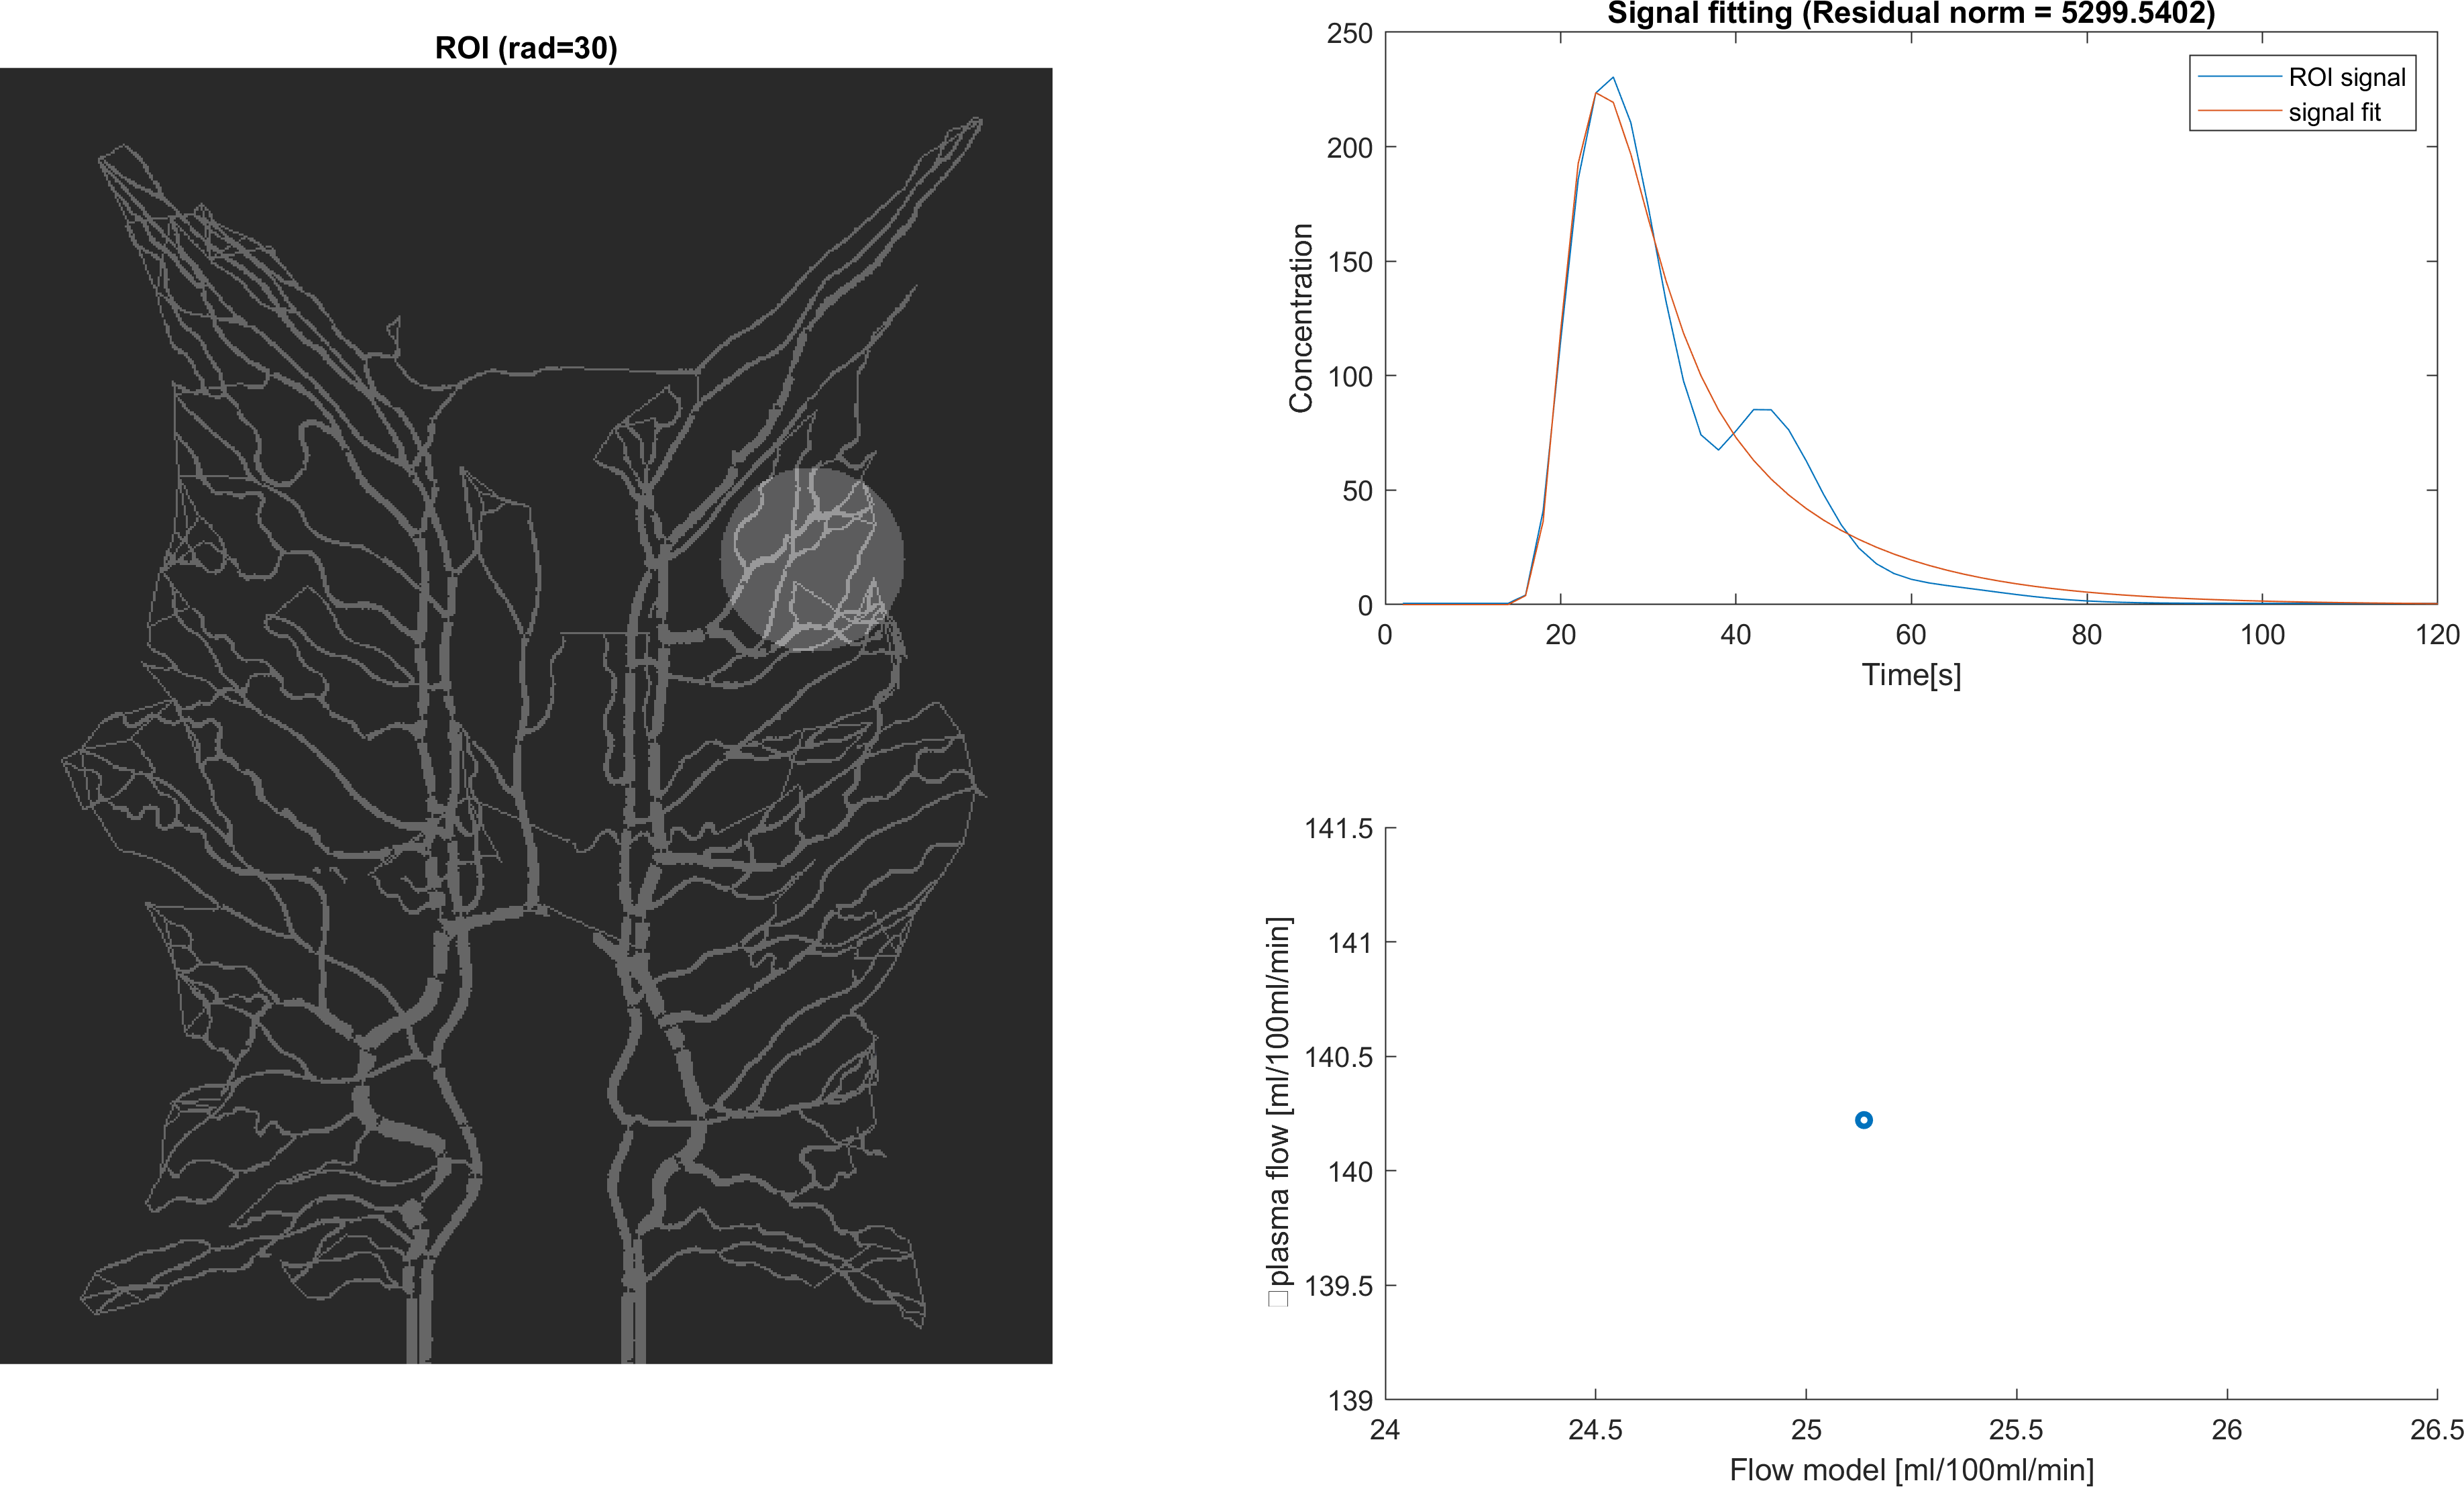 ROI (rad=30)
Signal fitting (Residual norm = 5299.5402)
250
200
150
100
50
0
Concentration
0 20 40 60 80 100 120
Time[s]
ROI signal
signal fit
141.5
141
140.5
140
139.5
139
□plasma flow [ml/100ml/min]
24 24.5 25 25.5 26 26.5
Flow model [ml/100ml/min]